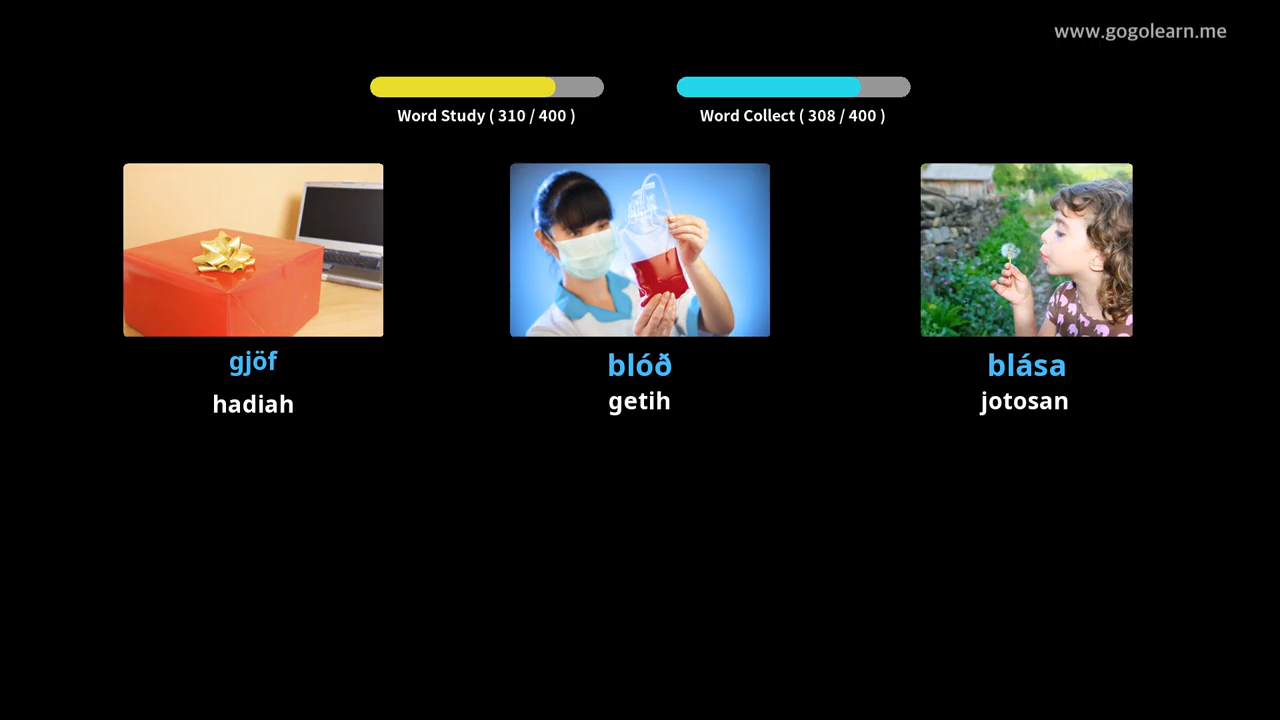 www.gogolearn.me
Word Study ( 310 / 400 )
Word Collect ( 308 / 400 )
gjöf
hadiah
blóð
getih
blása
jotosan